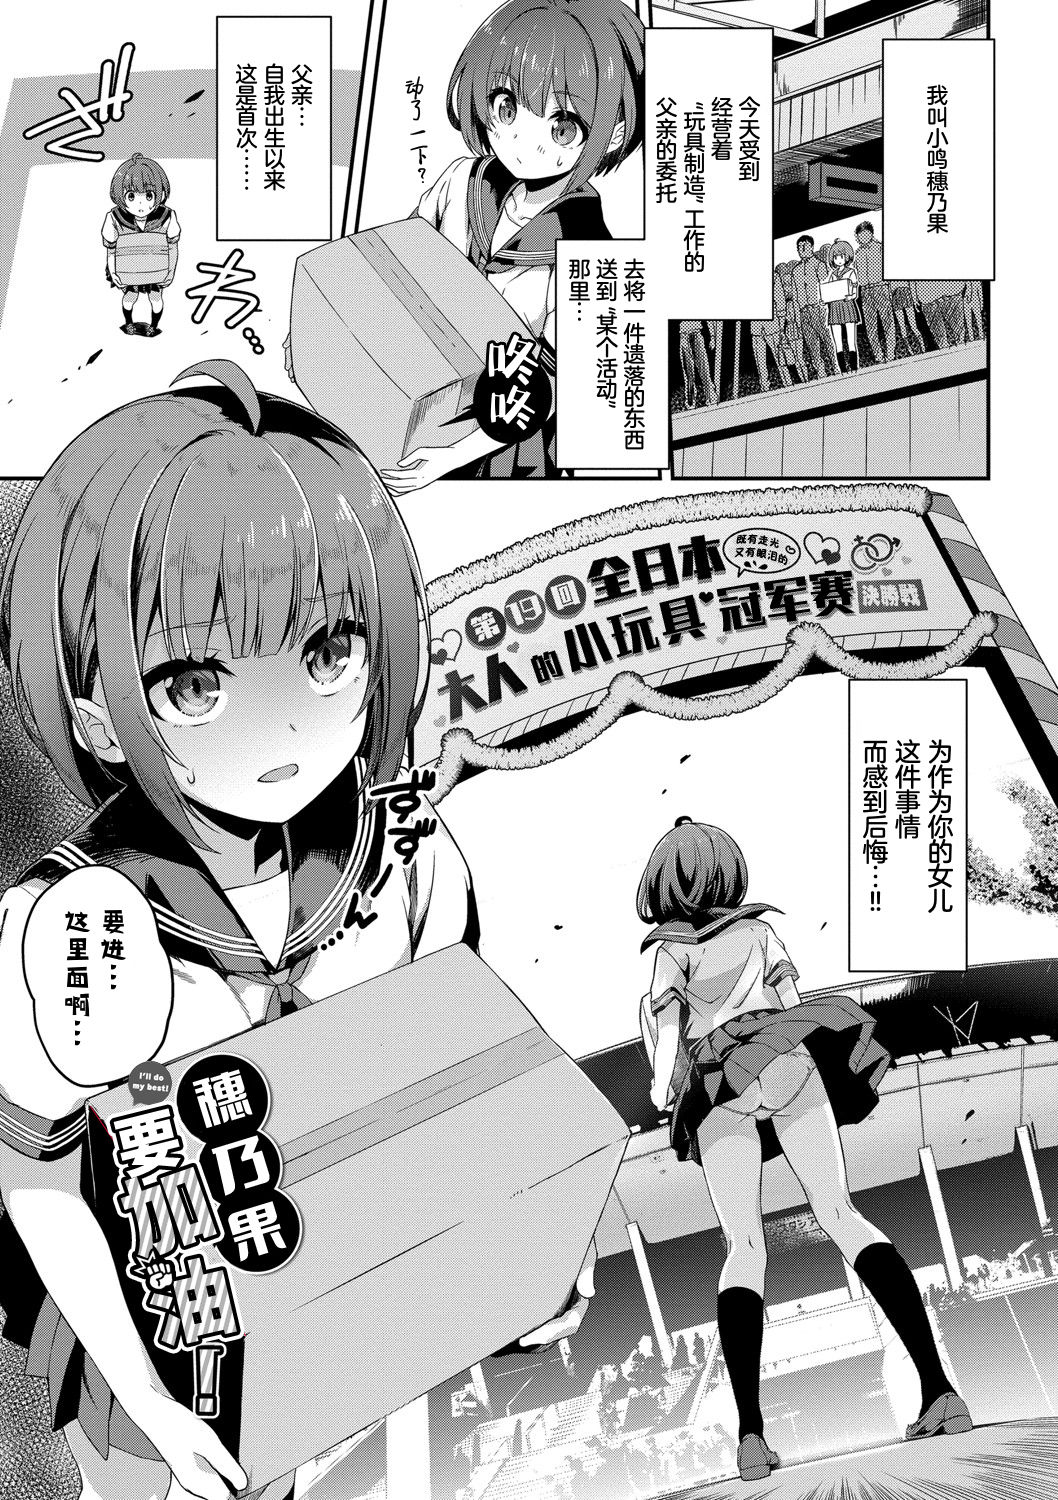 我叫小鸣穗乃果
今天受到
经营着
“玩具制造”工作的
父亲的委托
去将一件遗落的东西
送到“某个活动”
那里…
动了一下？
咚咚
父亲…
自我出生以来
这是首次……
既有走光
又有眼泪的
第19回全日本
大人的小玩具♥冠军赛
決勝戦
为作为你的女儿
这件事情
而感到后悔…!!
ずずーん…
要进…
这里面啊…
I'll do
my best!
穗乃果
要加油！